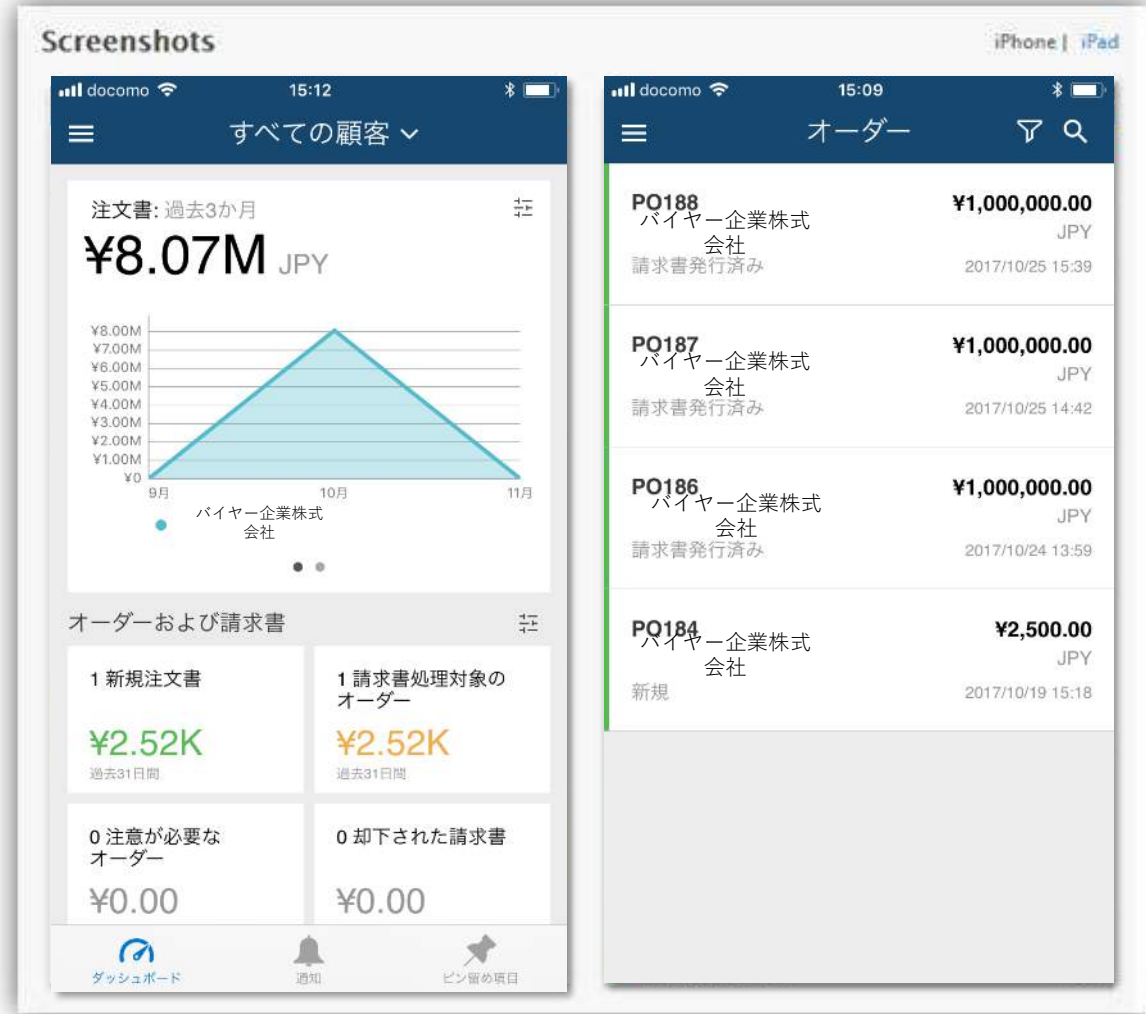 Screenshots
iPhone | iPad
docomo 15:12
すべての顧客
注文書: 過去3か月
¥8.07M JPY
¥8.00M
¥7.00M
¥6.00M
¥5.00M
¥4.00M
¥3.00M
¥2.00M
¥1.00M
¥0
9月 10月 11月
バイヤー企業株式
会社
オーダーおよび請求書
1 新規注文書
¥2.52K
過去31日間
1 請求書処理対象の
オーダー
¥2.52K
過去31日間
0 注意が必要な
オーダー
¥0.00
0 却下された請求書
¥0.00
ダッシュボード 通知 ピン留め項目
docomo 15:09
オーダー
PO188 ¥1,000,000.00
バイヤー企業株式
会社
JPY
請求書発行済み 2017/10/25 15:39
PO187 ¥1,000,000.00
バイヤー企業株式
会社
JPY
請求書発行済み 2017/10/25 14:42
PO186 ¥1,000,000.00
バイヤー企業株式
会社
JPY
請求書発行済み 2017/10/24 13:59
PO184 ¥2,500.00
バイヤー企業株式
会社
JPY
新規 2017/10/19 15:18